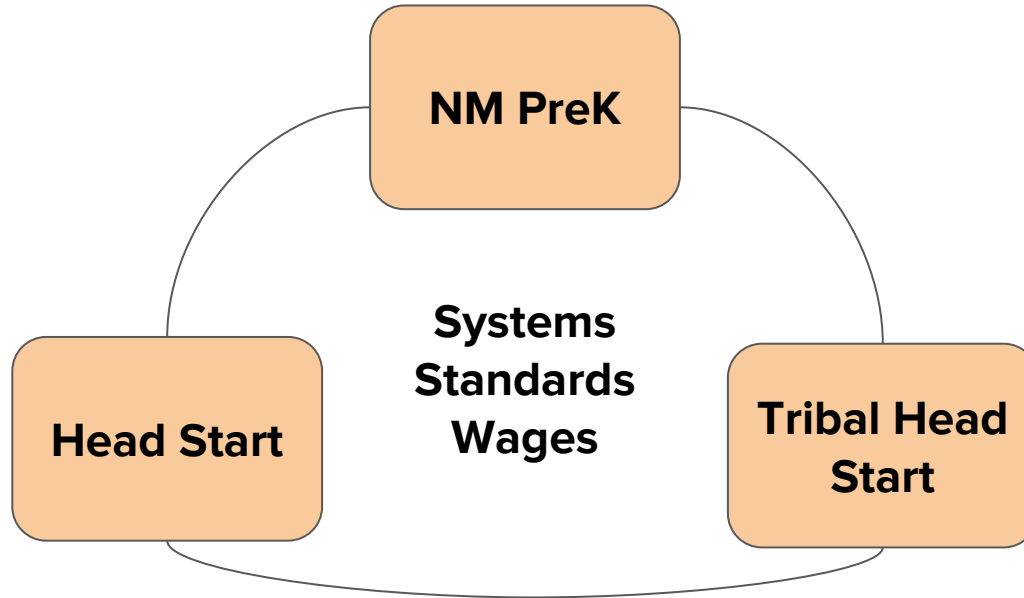 NM PreK
Systems
Standards
Wages
Head Start
Tribal Head
Start